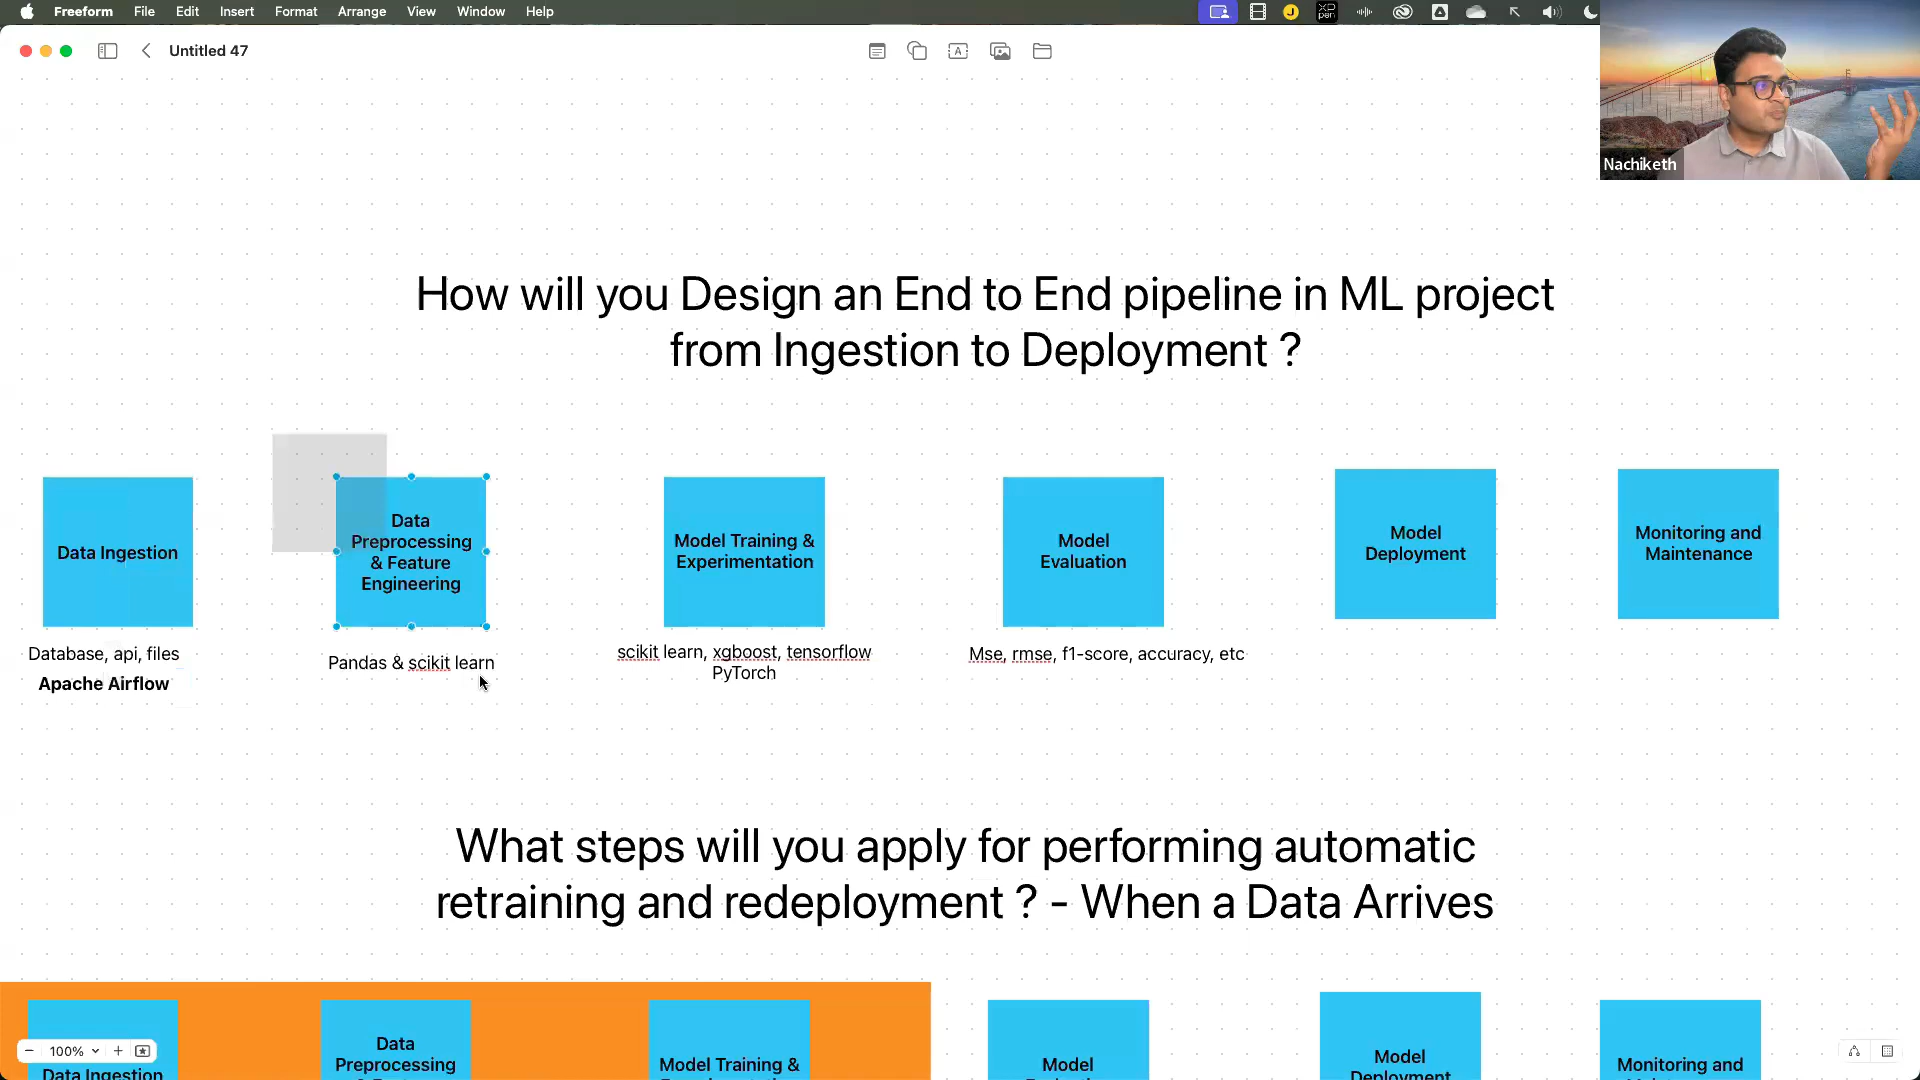 Freeform File Edit Insert Format Arrange View Window Help
Untitled 47
Nachiketh
How will you Design an End to End pipeline in ML project
from Ingestion to Deployment ?
Data Ingestion
Data
Preprocessing
& Feature
Engineering
Model Training &
Experimentation
Model
Evaluation
Model
Deployment
Monitoring and
Maintenance
Database, api, files
Apache Airflow
Pandas & scikit learn
scikit learn, xgboost, tensorflow
PyTorch
Mse, rmse, f1-score, accuracy, etc
What steps will you apply for performing automatic
retraining and redeployment ? - When a Data Arrives
Data Ingestion
Data
Preprocessing
Model Training &
Model
Model
Deployment
Monitoring and
100%